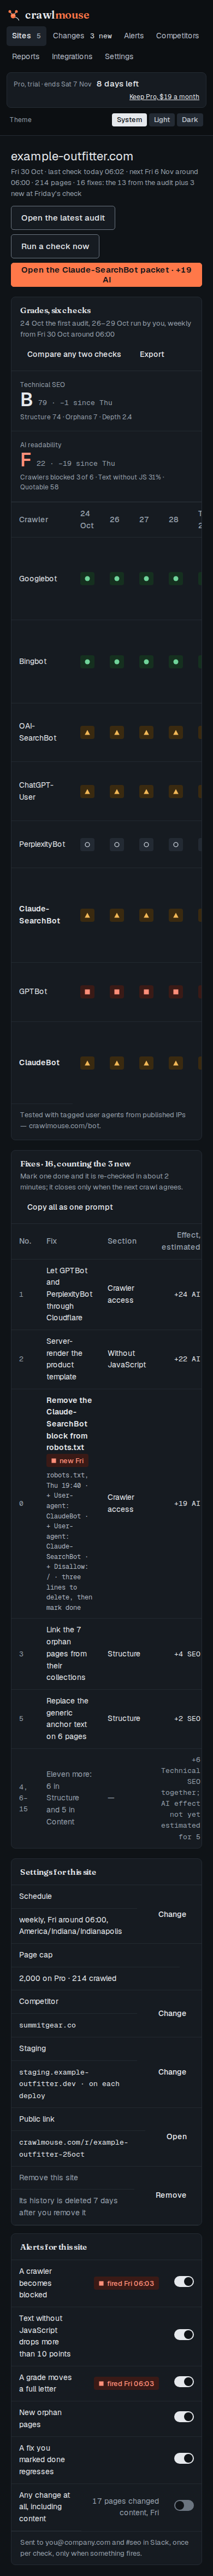 crawlmouse
Sites 5 Changes 3 new Alerts Competitors
Reports Integrations Settings
Pro, trial · ends Sat 7 Nov 8 days left
Keep Pro, $19 a month
Theme System Light Dark
example-outfitter.com
Fri 30 Oct · last check today 06:02 · next Fri 6 Nov around
06:00 · 214 pages · 16 fixes: the 13 from the audit plus 3
new at Friday's check
Open the latest audit
Run a check now
Open the Claude-SearchBot packet · +19
AI
Grades, six checks
24 Oct the first audit, 26–29 Oct run by you, weekly
from Fri 30 Oct around 06:00
Compare any two checks Export
Technical SEO
B 79 · −1 since Thu
Structure 74 · Orphans 7 · Depth 2.4
AI readability
F 22 · −19 since Thu
Crawlers blocked 3 of 6 · Text without JS 31% ·
Quotable 58
Crawler 24
Oct 26 27 28
Googlebot
Bingbot
OAI-
SearchBot
ChatGPT-
User
PerplexityBot
Claude-
SearchBot
GPTBot
ClaudeBot
Tested with tagged user agents from published IPs
— crawlmouse.com/bot.
Fixes · 16, counting the 3 new
Mark one done and it is re-checked in about 2
minutes; it closes only when the next crawl agrees.
Copy all as one prompt
No. Fix Section Effect,
estimated
1 Let GPTBot
and
PerplexityBot
through
Cloudflare Crawler
access +24 AI
2 Server-
render the
product
template Without
JavaScript +22 AI
0 Remove the
Claude-
SearchBot
block from
robots.txt
new Fri
robots.txt,
Thu 19:40 ·
+ User-
agent:
ClaudeBot ·
+ User-
agent:
Claude-
SearchBot ·
+ Disallow:
/ · three
lines to
delete, then
mark done Crawler
access +19 AI
3 Link the 7
orphan
pages from
their
collections Structure +4 SEO
5 Replace the
generic
anchor text
on 6 pages Structure +2 SEO
4,
6–
15 Eleven more:
6 in
Structure
and 5 in
Content — +6
Technical
SEO
together;
AI effect
not yet
estimated
for 5
Settings for this site
Schedule
weekly, Fri around 06:00,
America/Indiana/Indianapolis Change
Page cap
2,000 on Pro · 214 crawled
Competitor
summitgear.co Change
Staging
staging.example-
outfitter.dev · on each
deploy Change
Public link
crawlmouse.com/r/example-
outfitter-25oct Open
Remove this site
Its history is deleted 7 days
after you remove it Remove
Alerts for this site
A crawler
becomes
blocked fired Fri 06:03
Text without
JavaScript
drops more
than 10 points
A grade moves
a full letter fired Fri 06:03
New orphan
pages
A fix you
marked done
regresses
Any change at
all, including
content 17 pages changed
content, Fri
Sent to you@company.com and #seo in Slack, once
per check, only when something fires.